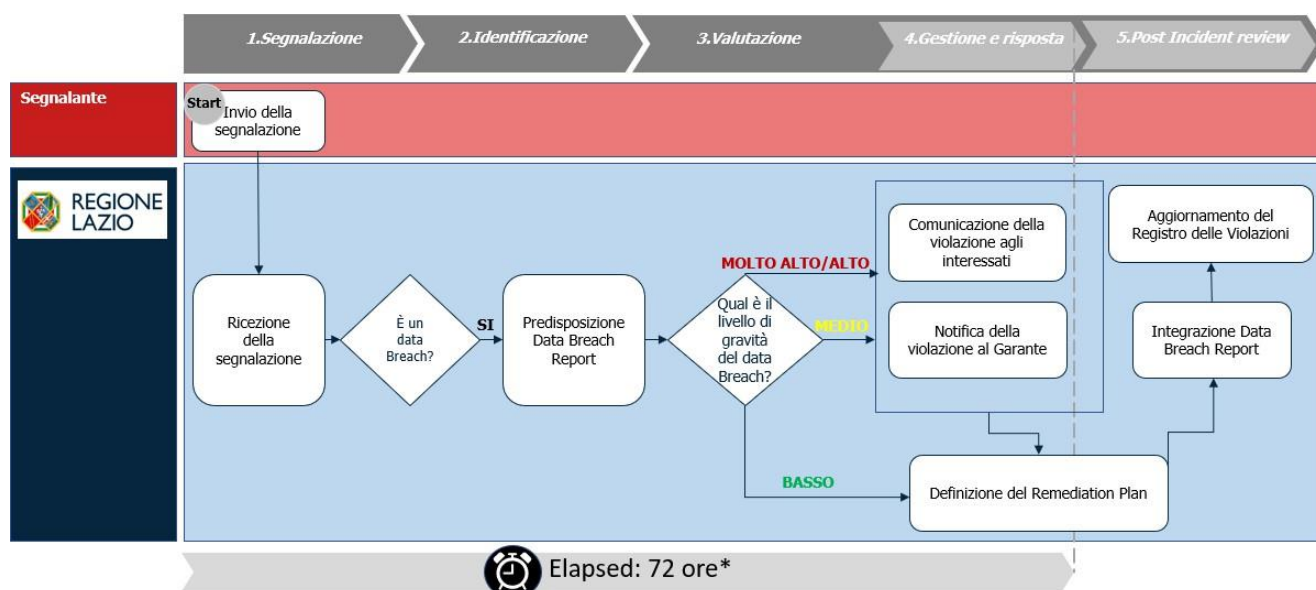 1.Segnalazione
2.Identificazione
3.Valutazione
4.Gestione e risposta
5.Post Incident review
Segnalante
Start
Invio della
segnalazione
REGIONE
LAZIO
Ricezione
della
segnalazione
È un
data
Breach?
SI
Predisposizione
Data Breach
Report
Qual è il
livello di
gravità
del data
Breach?
MOLTO ALTO/ALTO
MEDIO
BASSO
Comunicazione della
violazione agli
interessati
Notifica della
violazione al Garante
Definizione del Remediation Plan
Aggiornamento del
Registro delle Violazioni
Integrazione Data
Breach Report
Elapsed: 72 ore*